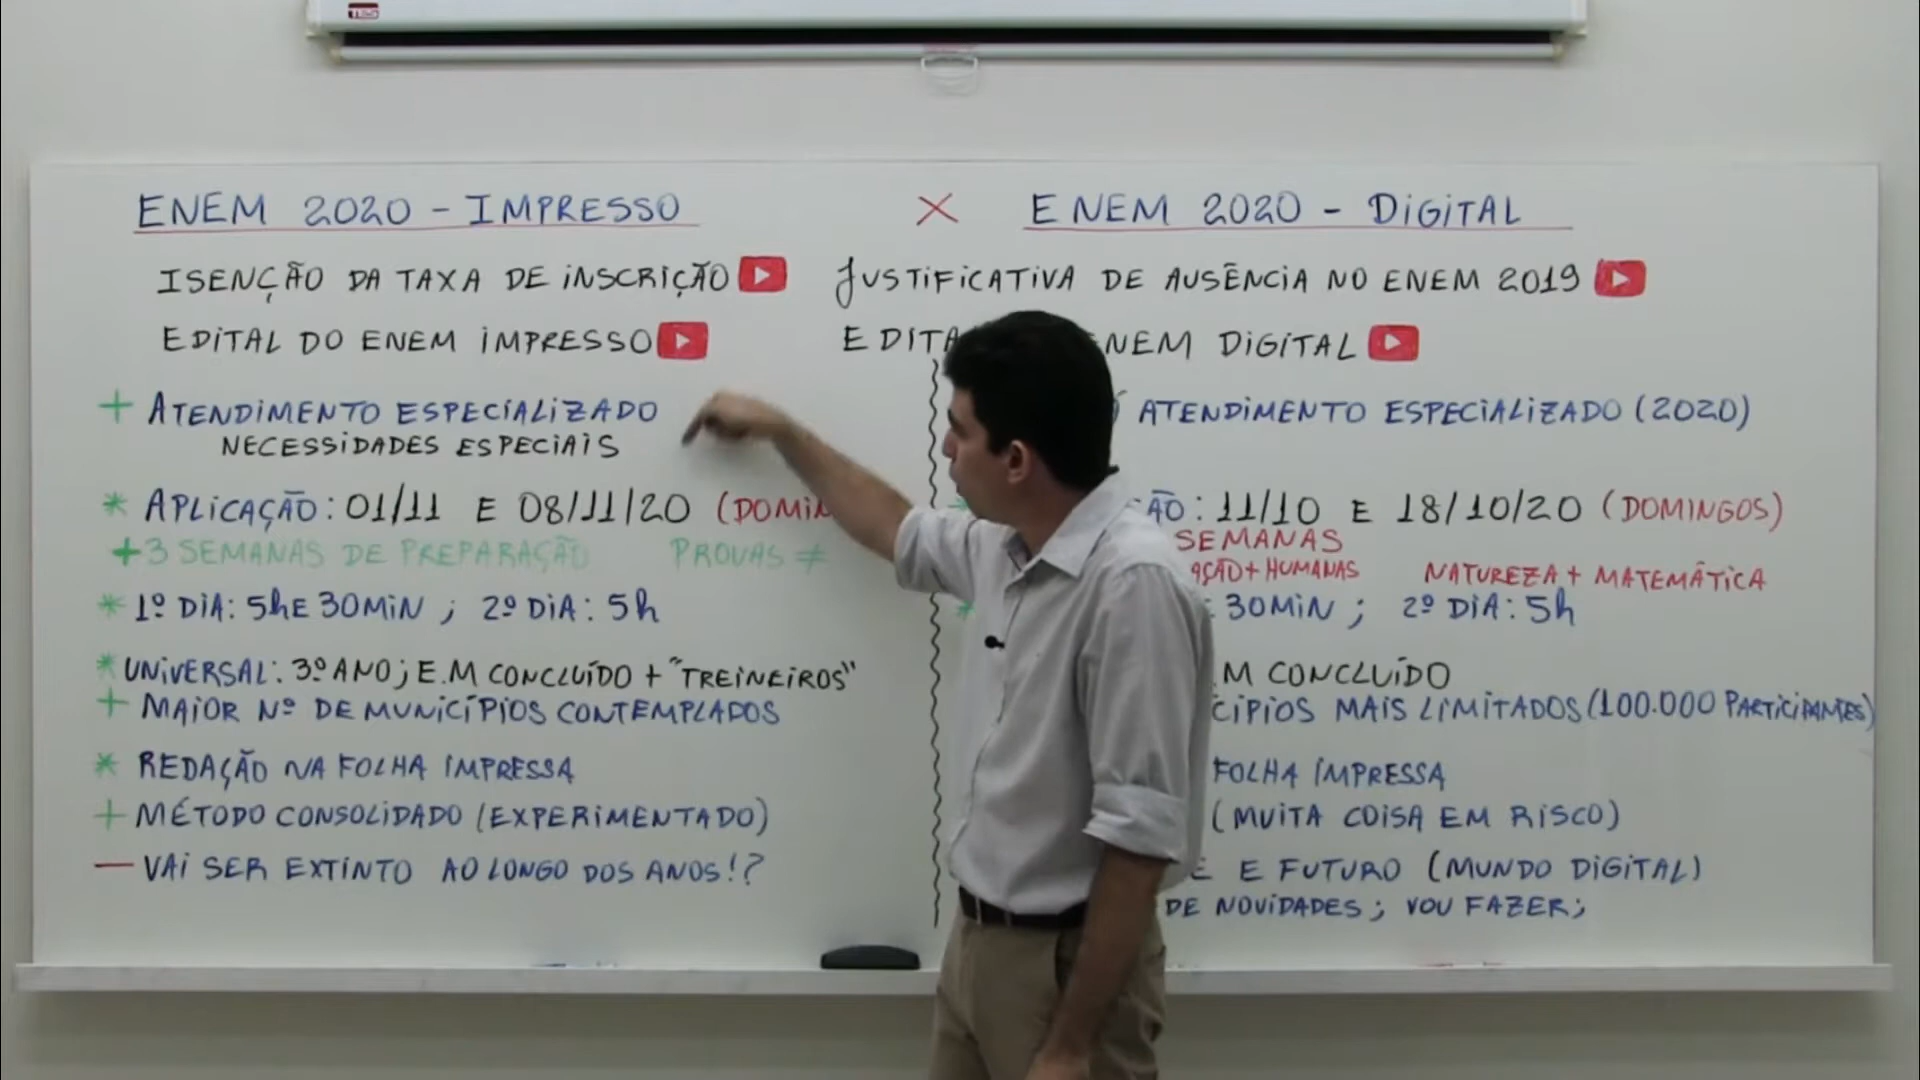 ENEM 2020 - IMPRESSO X ENEM 2020 - DIGITAL
ISENÇÃO DA TAXA DE INSCRIÇÃO
JUSTIFICATIVA DE AUSÊNCIA NO ENEM 2019
EDITAL DO ENEM IMPRESSO
EDITA NEM DIGITAL
+ ATENDIMENTO ESPECIALIZADO
NECESSIDADES ESPECIAIS
* APLICAÇÃO: 01/11 E 08/11/20 (DOMIN
+3 SEMANAS DE PREPARAÇÃO PROVAS ≠
* 1º DIA: 5h E 30MIN ; 2º DIA: 5h
* UNIVERSAL: 3º ANO; E.M CONCLUÍDO + "TREINEIROS"
+ MAIOR Nº DE MUNICÍPIOS CONTEMPLADOS
* REDAÇÃO NA FOLHA IMPRESSA
+ MÉTODO CONSOLIDADO (EXPERIMENTADO)
— VAI SER EXTINTO AO LONGO DOS ANOS!?
ATENDIMENTO ESPECIALIZADO (2020)
ÃO: 11/10 E 18/10/20 (DOMINGOS)
SEMANAS
AÇÃO + HUMANAS NATUREZA + MATEMÁTICA
* E 30MIN ; 2º DIA: 5h
.M CONCLUÍDO
CÍPIOS MAIS LIMITADOS (100.000 PARTICIPANTES)
FOLHA IMPRESSA
(MUITA COISA EM RISCO)
E E FUTURO (MUNDO DIGITAL)
DE NOVIDADES; VOU FAZER;